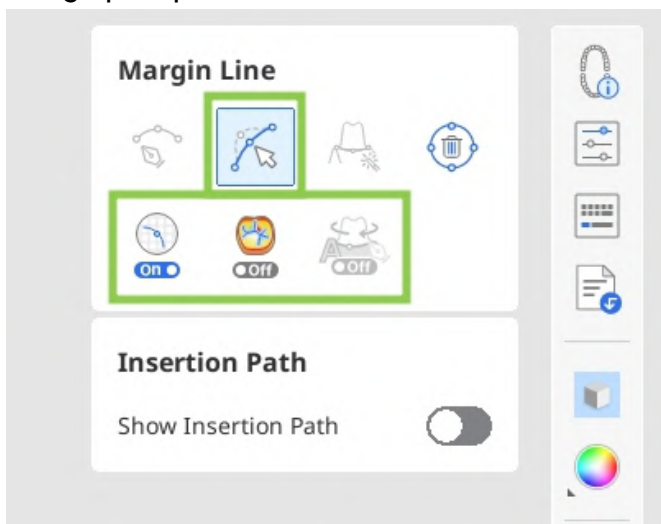 Margin Line
On
Off
Off
Insertion Path
Show Insertion Path